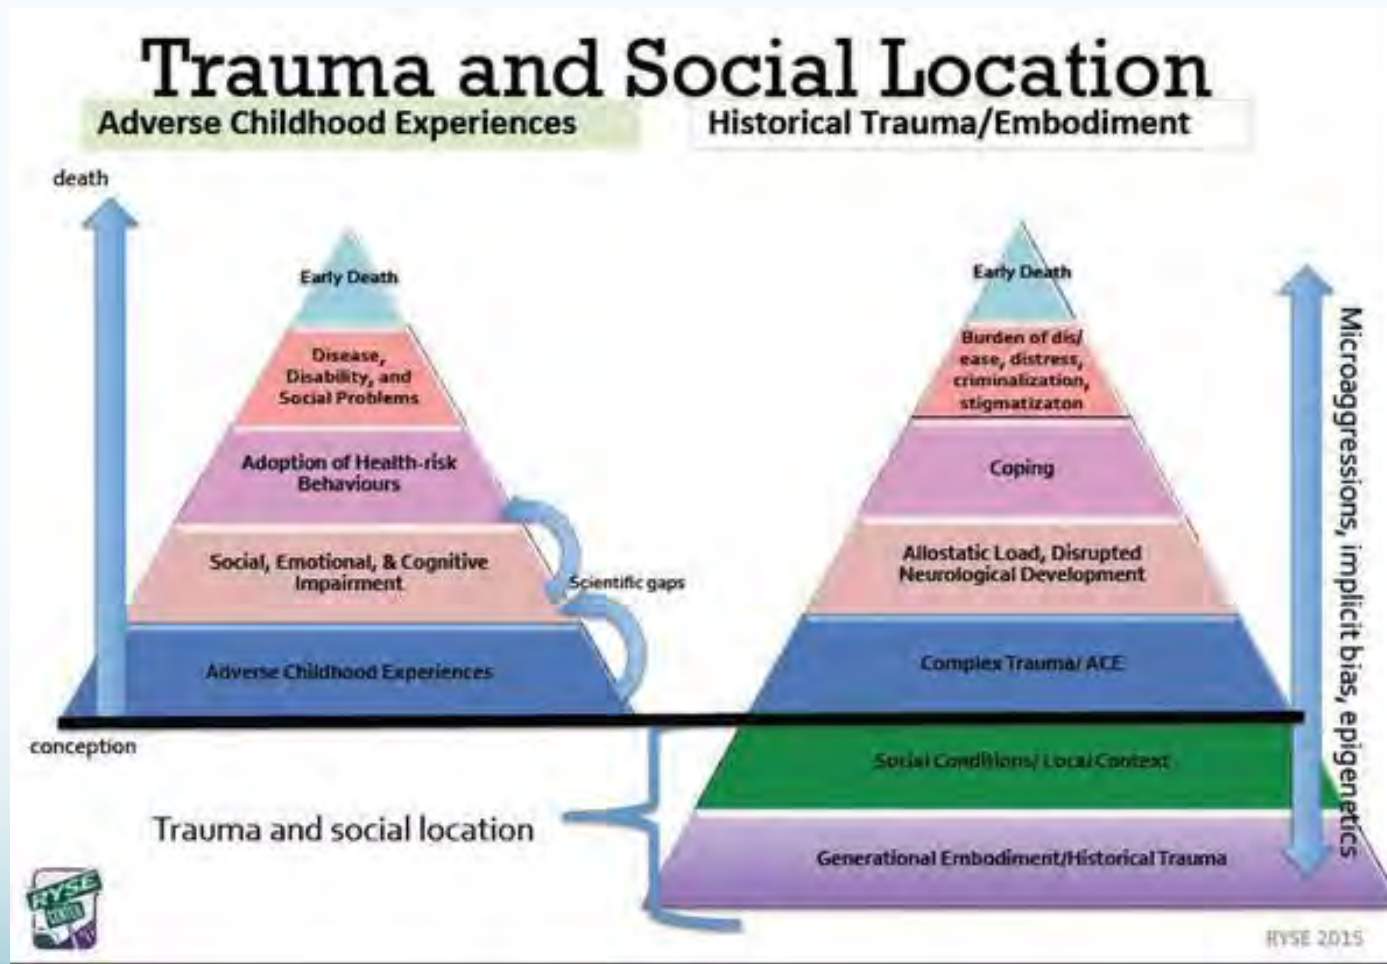 Trauma and Social Location
Adverse Childhood Experiences
Historical Trauma/Embodiment
death
Early Death
Disease,
Disability, and
Social Problems
Adoption of Health-risk
Behaviours
Social, Emotional, & Cognitive
Impairment
Scientific gaps
Adverse Childhood Experiences
conception
Early Death
Burden of dis/
ease, distress,
criminalization,
stigmatizaton
Coping
Allostatic Load, Disrupted
Neurological Development
Complex Trauma/ ACE
Social Conditions/ Local Context
Generational Embodiment/Historical Trauma
Microaggressions, implicit bias, epigenetics
Trauma and social location
RYSE
CENTER
RYSE 2015